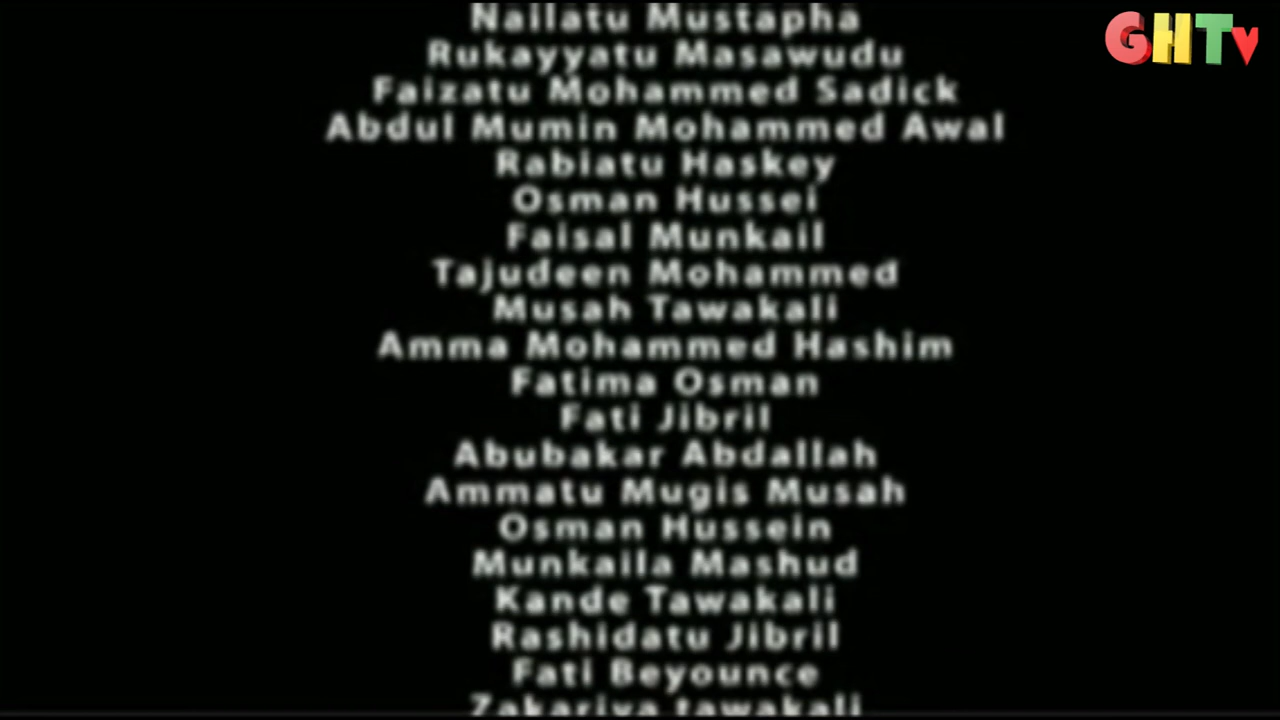 GHTv
Nailatu Mustapha
Rukayyatu Masawudu
Faizatu Mohammed Sadick
Abdul Mumin Mohammed Awal
Rabiatu Haskey
Osman Hussei
Faisal Munkail
Tajudeen Mohammed
Musah Tawakali
Amma Mohammed Hashim
Fatima Osman
Fati Jibril
Abubakar Abdallah
Ammatu Mugis Musah
Osman Hussein
Munkaila Mashud
Kande Tawakali
Rashidatu Jibril
Fati Beyounce
Zakariya tawakali